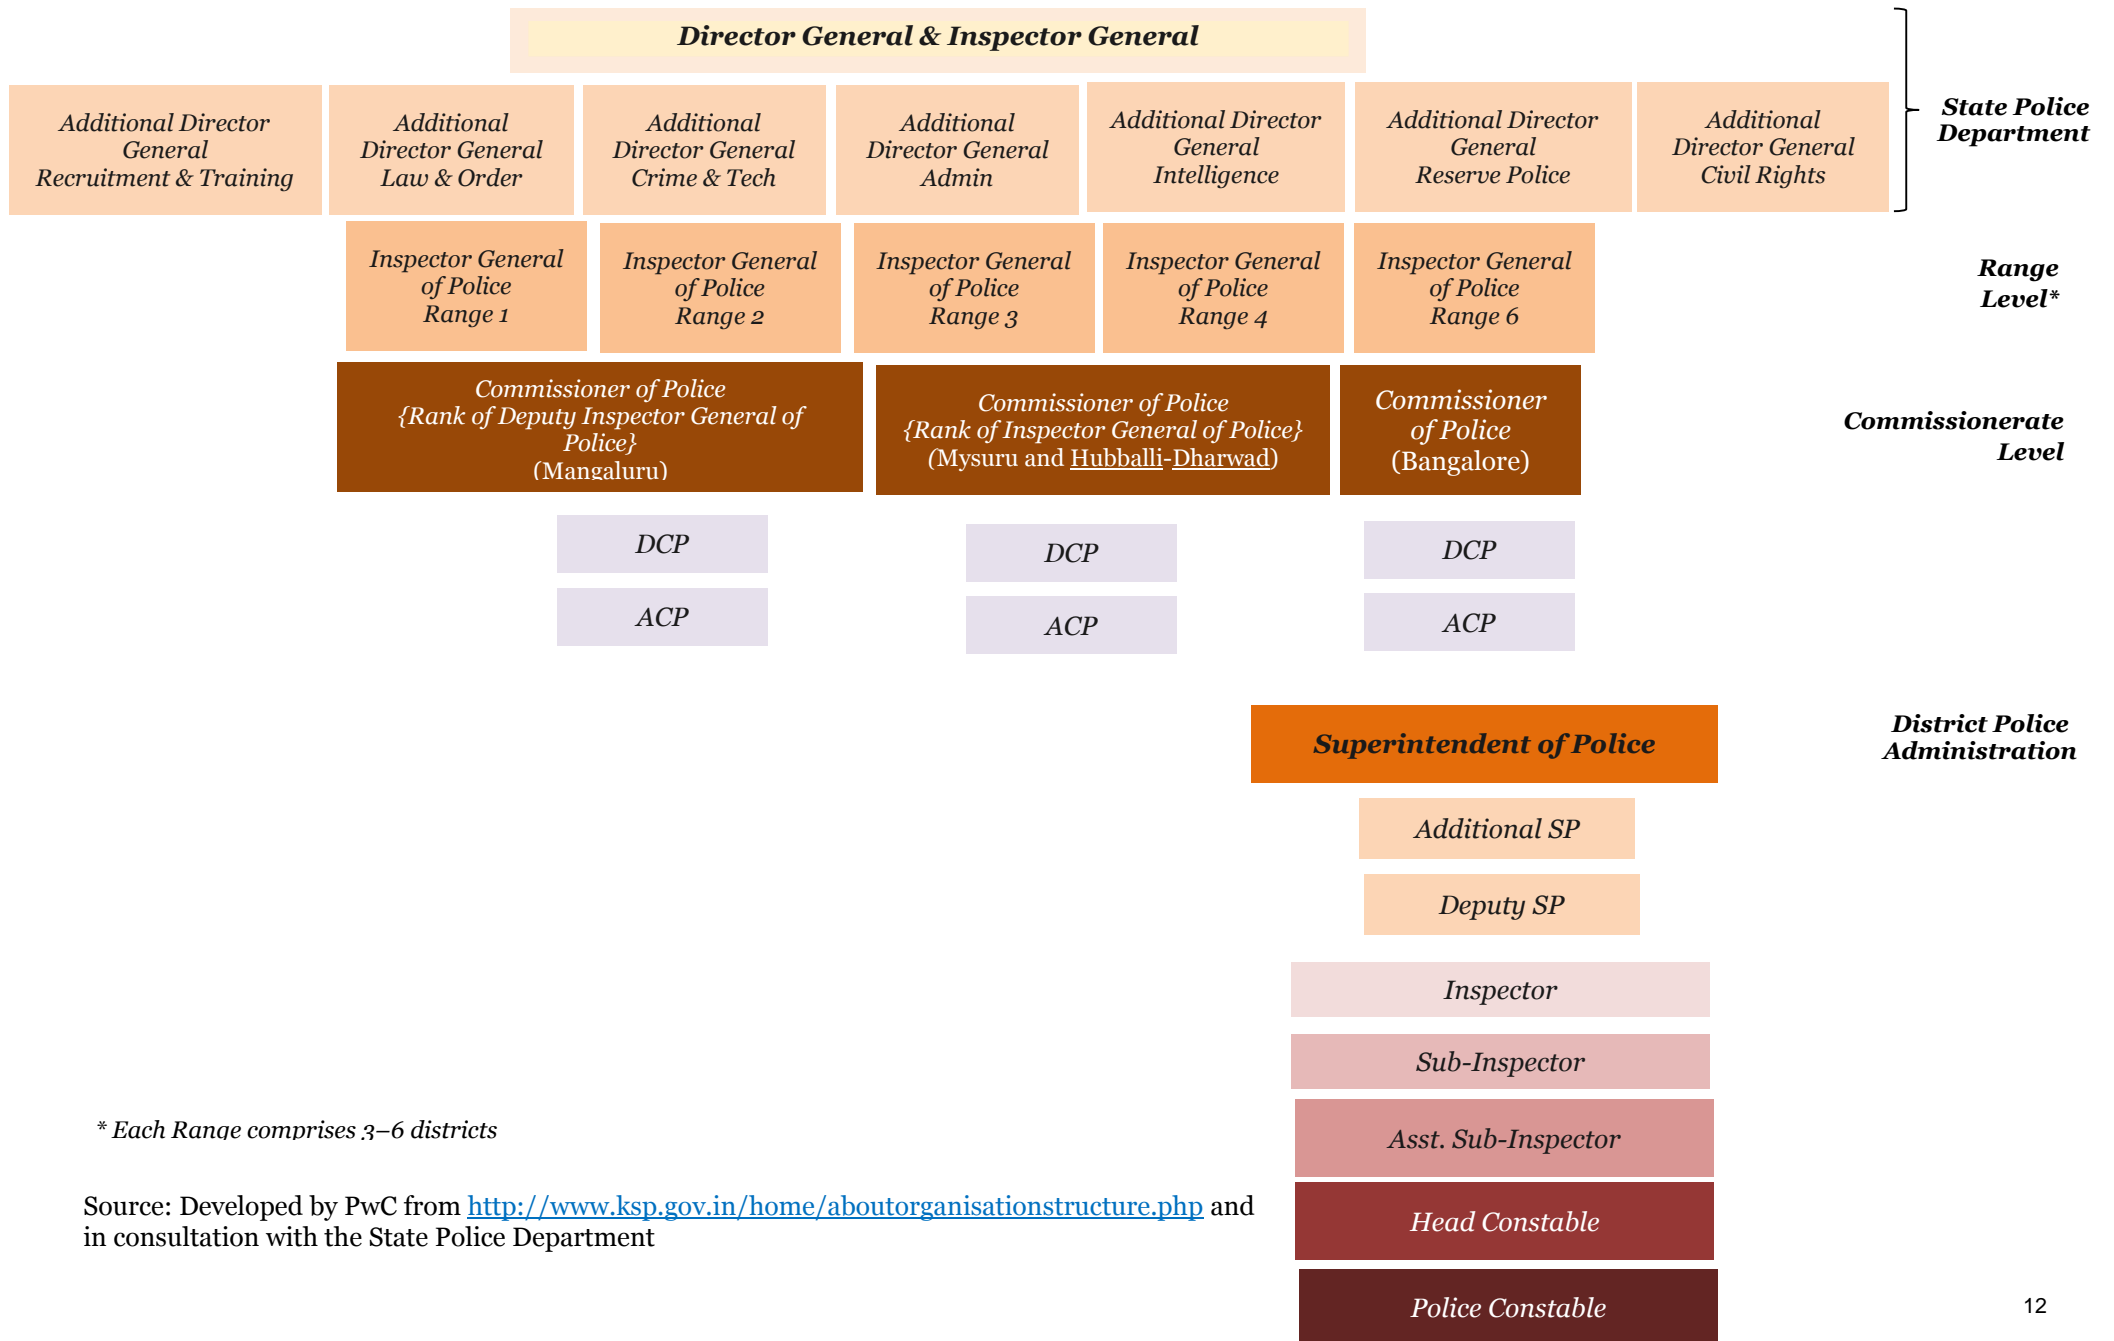 Director General & Inspector General
Additional Director
General
Recruitment & Training
Additional
Director General
Law & Order
Additional
Director General
Crime & Tech
Additional
Director General
Admin
Additional Director
General
Intelligence
Additional Director
General
Reserve Police
Additional
Director General
Civil Rights
State Police
Department
Inspector General
of Police
Range 1
Inspector General
of Police
Range 2
Inspector General
of Police
Range 3
Inspector General
of Police
Range 4
Inspector General
of Police
Range 6
Range
Level*
Commissioner of Police
{Rank of Deputy Inspector General of
Police}
(Mangaluru)
Commissioner of Police
{Rank of Inspector General of Police}
(Mysuru and Hubballi-Dharwad)
Commissioner
of Police
(Bangalore)
Commissionerate
Level
DCP
DCP
DCP
ACP
ACP
ACP
Superintendent of Police
District Police
Administration
Additional SP
Deputy SP
Inspector
Sub-Inspector
Asst. Sub-Inspector
Head Constable
Police Constable
* Each Range comprises 3–6 districts
Source: Developed by PwC from http://www.ksp.gov.in/home/aboutorganisationstructure.php and
in consultation with the State Police Department
12